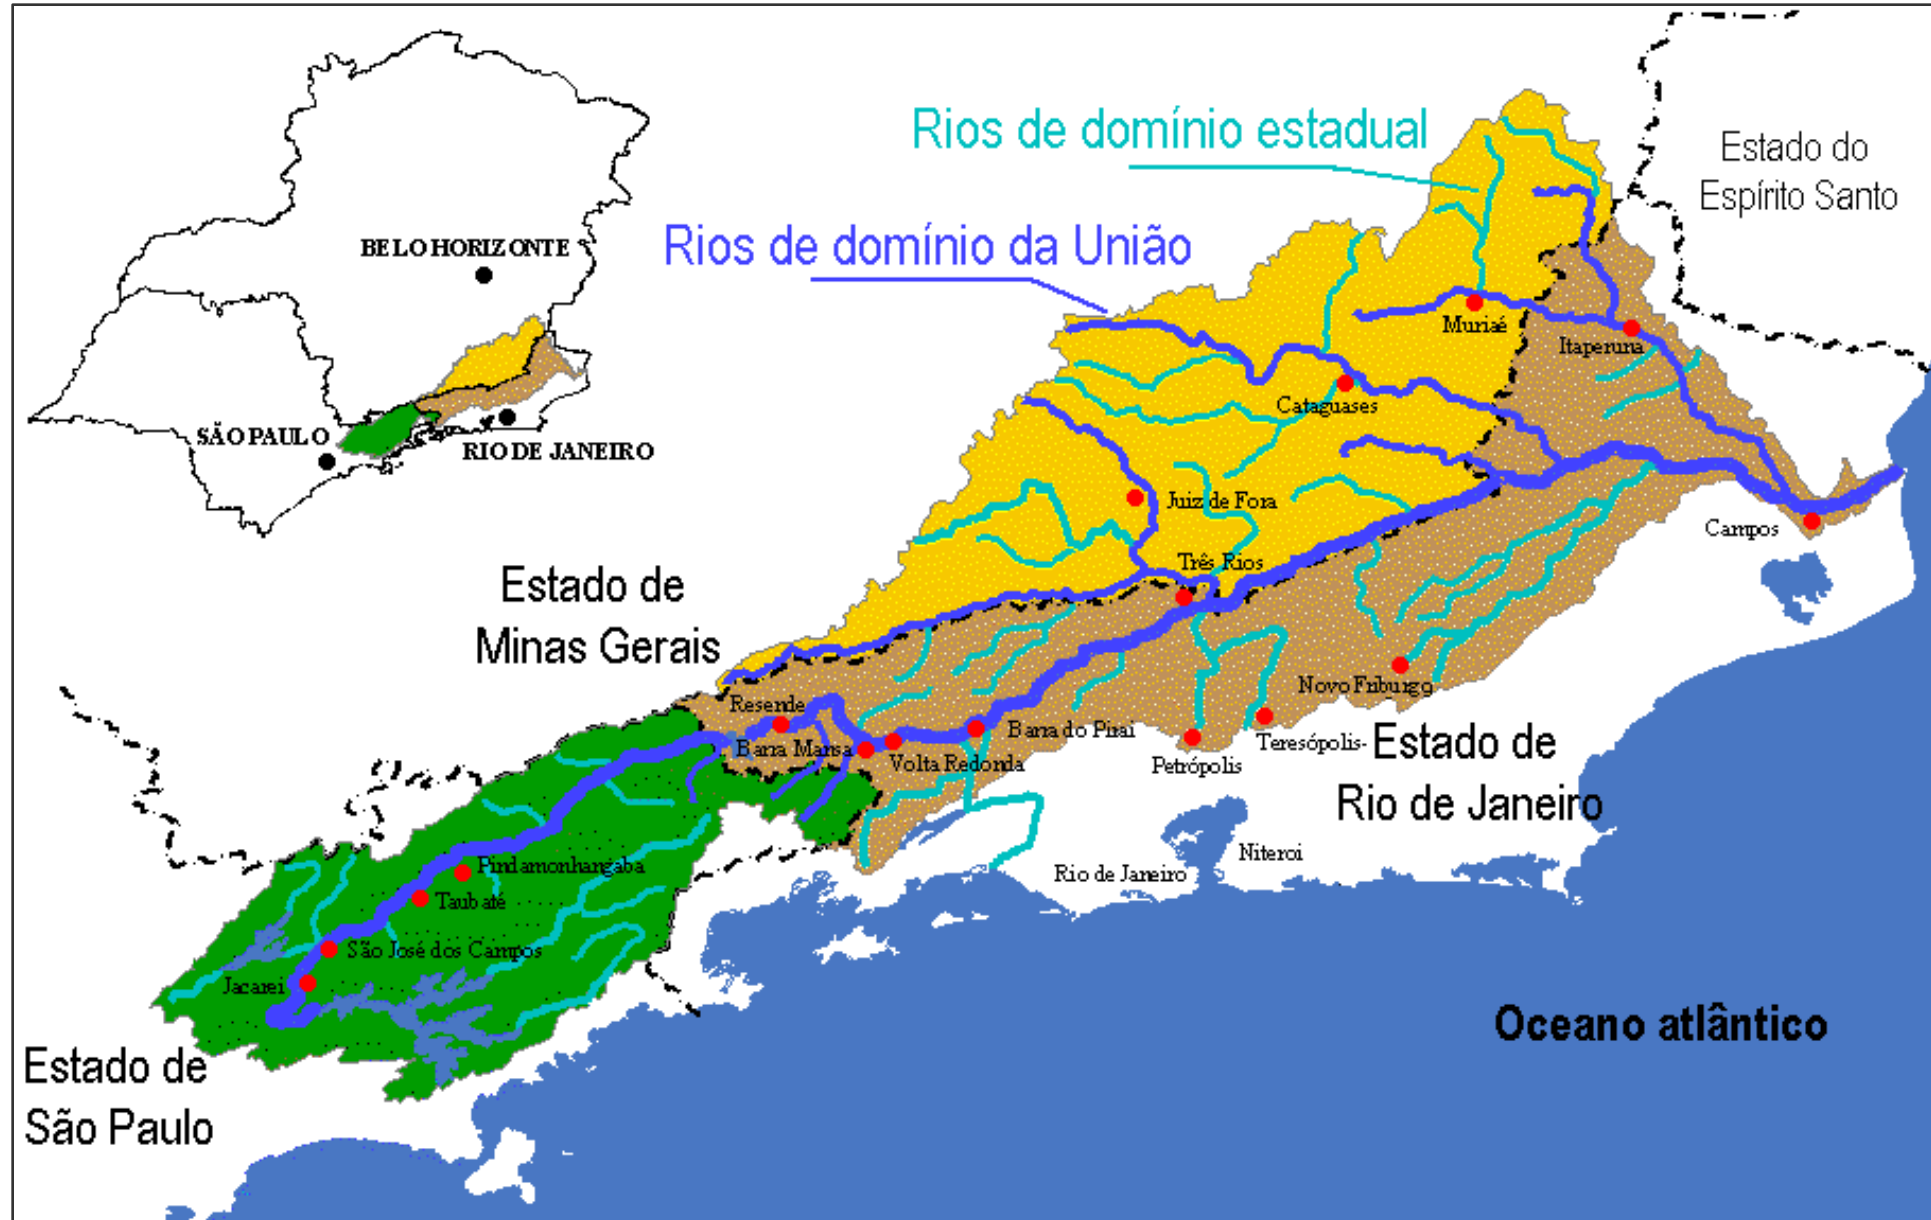 Rios de domínio estadual
Estado do
Espírito Santo
Rios de domínio da União
BELO HORIZONTE
SÃO PAULO
RIO DE JANEIRO
Muriaé
Itaperuna
Cataguases
Juiz de Fora
Campos
Três Rios
Estado de
Minas Gerais
Novo Friburgo
Resende
Barra Mansa
Volta Redonda
Barra do Pirai
Petrópolis
Teresópolis-
Estado de
Rio de Janeiro
Niteroi
Rio de Janeiro
Pindamonhangaba
Taubaté
São José dos Campos
Jacarei
Oceano atlântico
Estado de
São Paulo